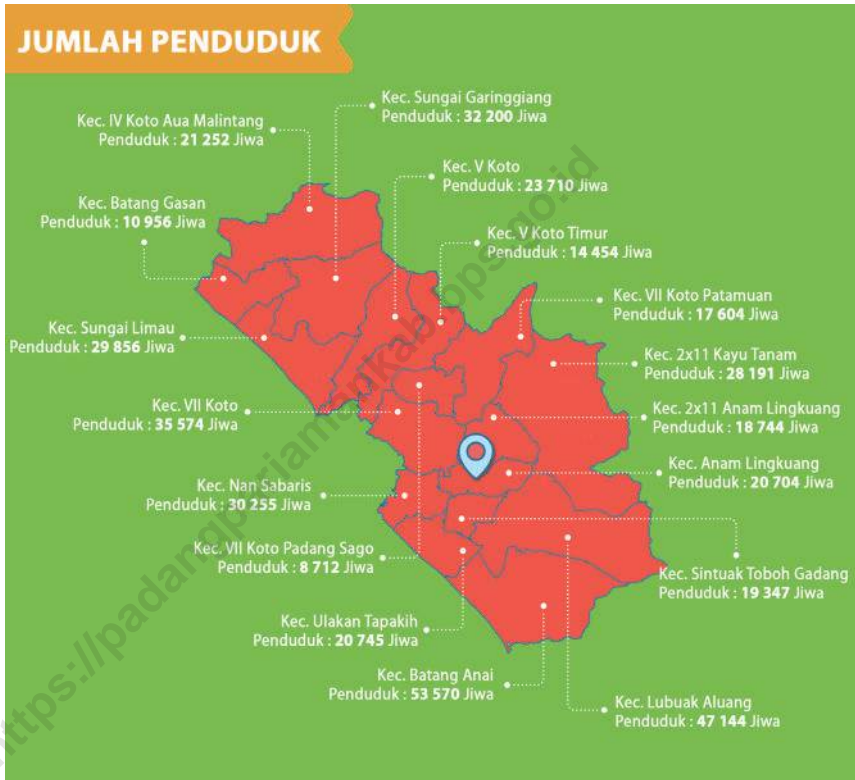 JUMLAH PENDUDUK
Kec. Sungai Garinggiang
Penduduk : 32 200 Jiwa
Kec. IV Koto Aua Malintang
Penduduk : 21 252 Jiwa
Kec. V Koto
Penduduk : 23 710 Jiwa
Kec. Batang Gasan
Penduduk : 10 956 Jiwa
Kec. V Koto Timur
Penduduk : 14 454 Jiwa
Kec. VII Koto Patamuan
Penduduk : 17 604 Jiwa
Kec. Sungai Limau
Penduduk : 29 856 Jiwa
Kec. 2x11 Kayu Tanam
Penduduk : 28 191 Jiwa
Kec. VII Koto
Penduduk : 35 574 Jiwa
Kec. 2x11 Anam Lingkuang
Penduduk : 18 744 Jiwa
Kec. Anam Lingkuang
Penduduk : 20 704 Jiwa
Kec. Nan Sabaris
Penduduk : 30 255 Jiwa
Kec. VII Koto Padang Sago
Penduduk : 8 712 Jiwa
Kec. Sintuak Toboh Gadang
Penduduk : 19 347 Jiwa
Kec. Ulakan Tapakih
Penduduk : 20 745 Jiwa
Kec. Batang Anai
Penduduk : 53 570 Jiwa
Kec. Lubuak Aluang
Penduduk : 47 144 Jiwa
https://padangpariamankab.bps.go.id